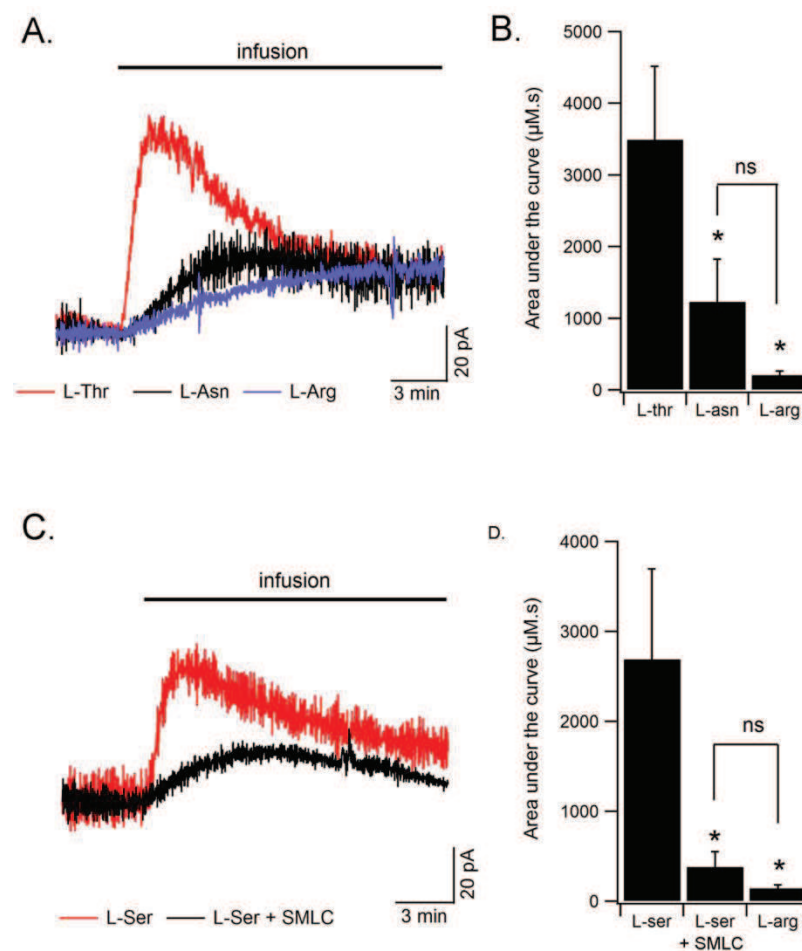 A.
infusion
20 pA
3 min
L-Thr L-Asn L-Arg
B.
Area under the curve (µM.s)
5000
4000
3000
2000
1000
0
ns
*
*
L-thr L-asn L-arg
C.
infusion
20 pA
3 min
L-Ser L-Ser + SMLC
D.
Area under the curve (µM.s)
4000
3000
2000
1000
0
ns
*
*
L-ser L-ser L-arg
+ SMLC